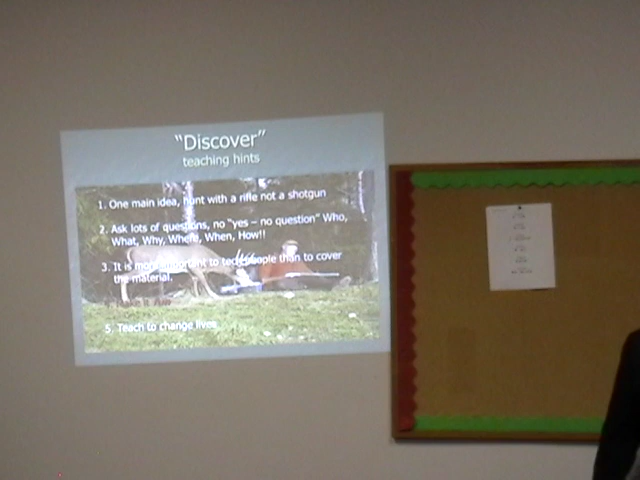 "Discover"
teaching hints
1. One main idea, hunt with a rifle not a shotgun
2. Ask lots of questions, no "yes – no question" Who,
What, Why, Where, When, How!!
3. It is more important to teach people than to cover
the material.
5. Teach to change lives